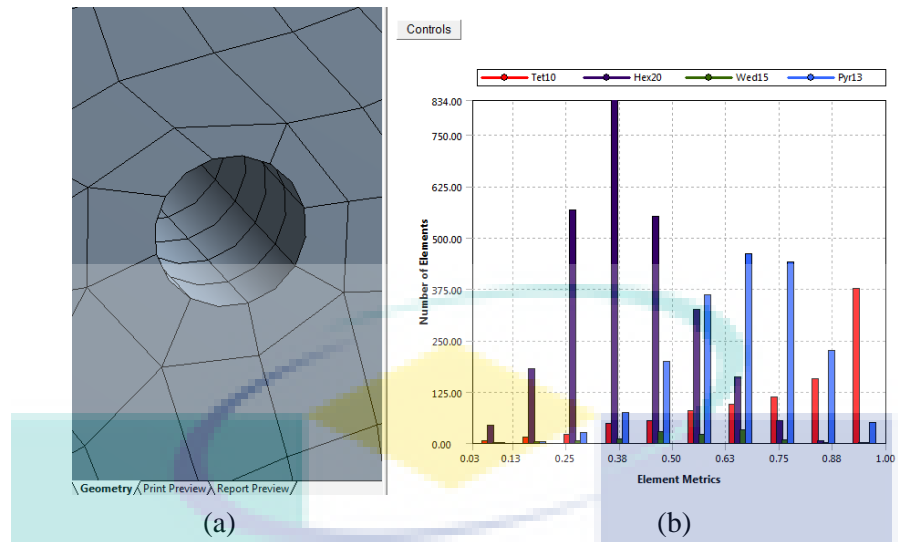 Controls
Tet10 Hex20 Wed15 Pyr13
834.00
750.00
625.00
500.00
375.00
250.00
125.00
0.00
Number of Elements
0.03 0.13 0.25 0.38 0.50 0.63 0.75 0.88 1.00
Element Metrics
Geometry Print Preview Report Preview
(a) (b)